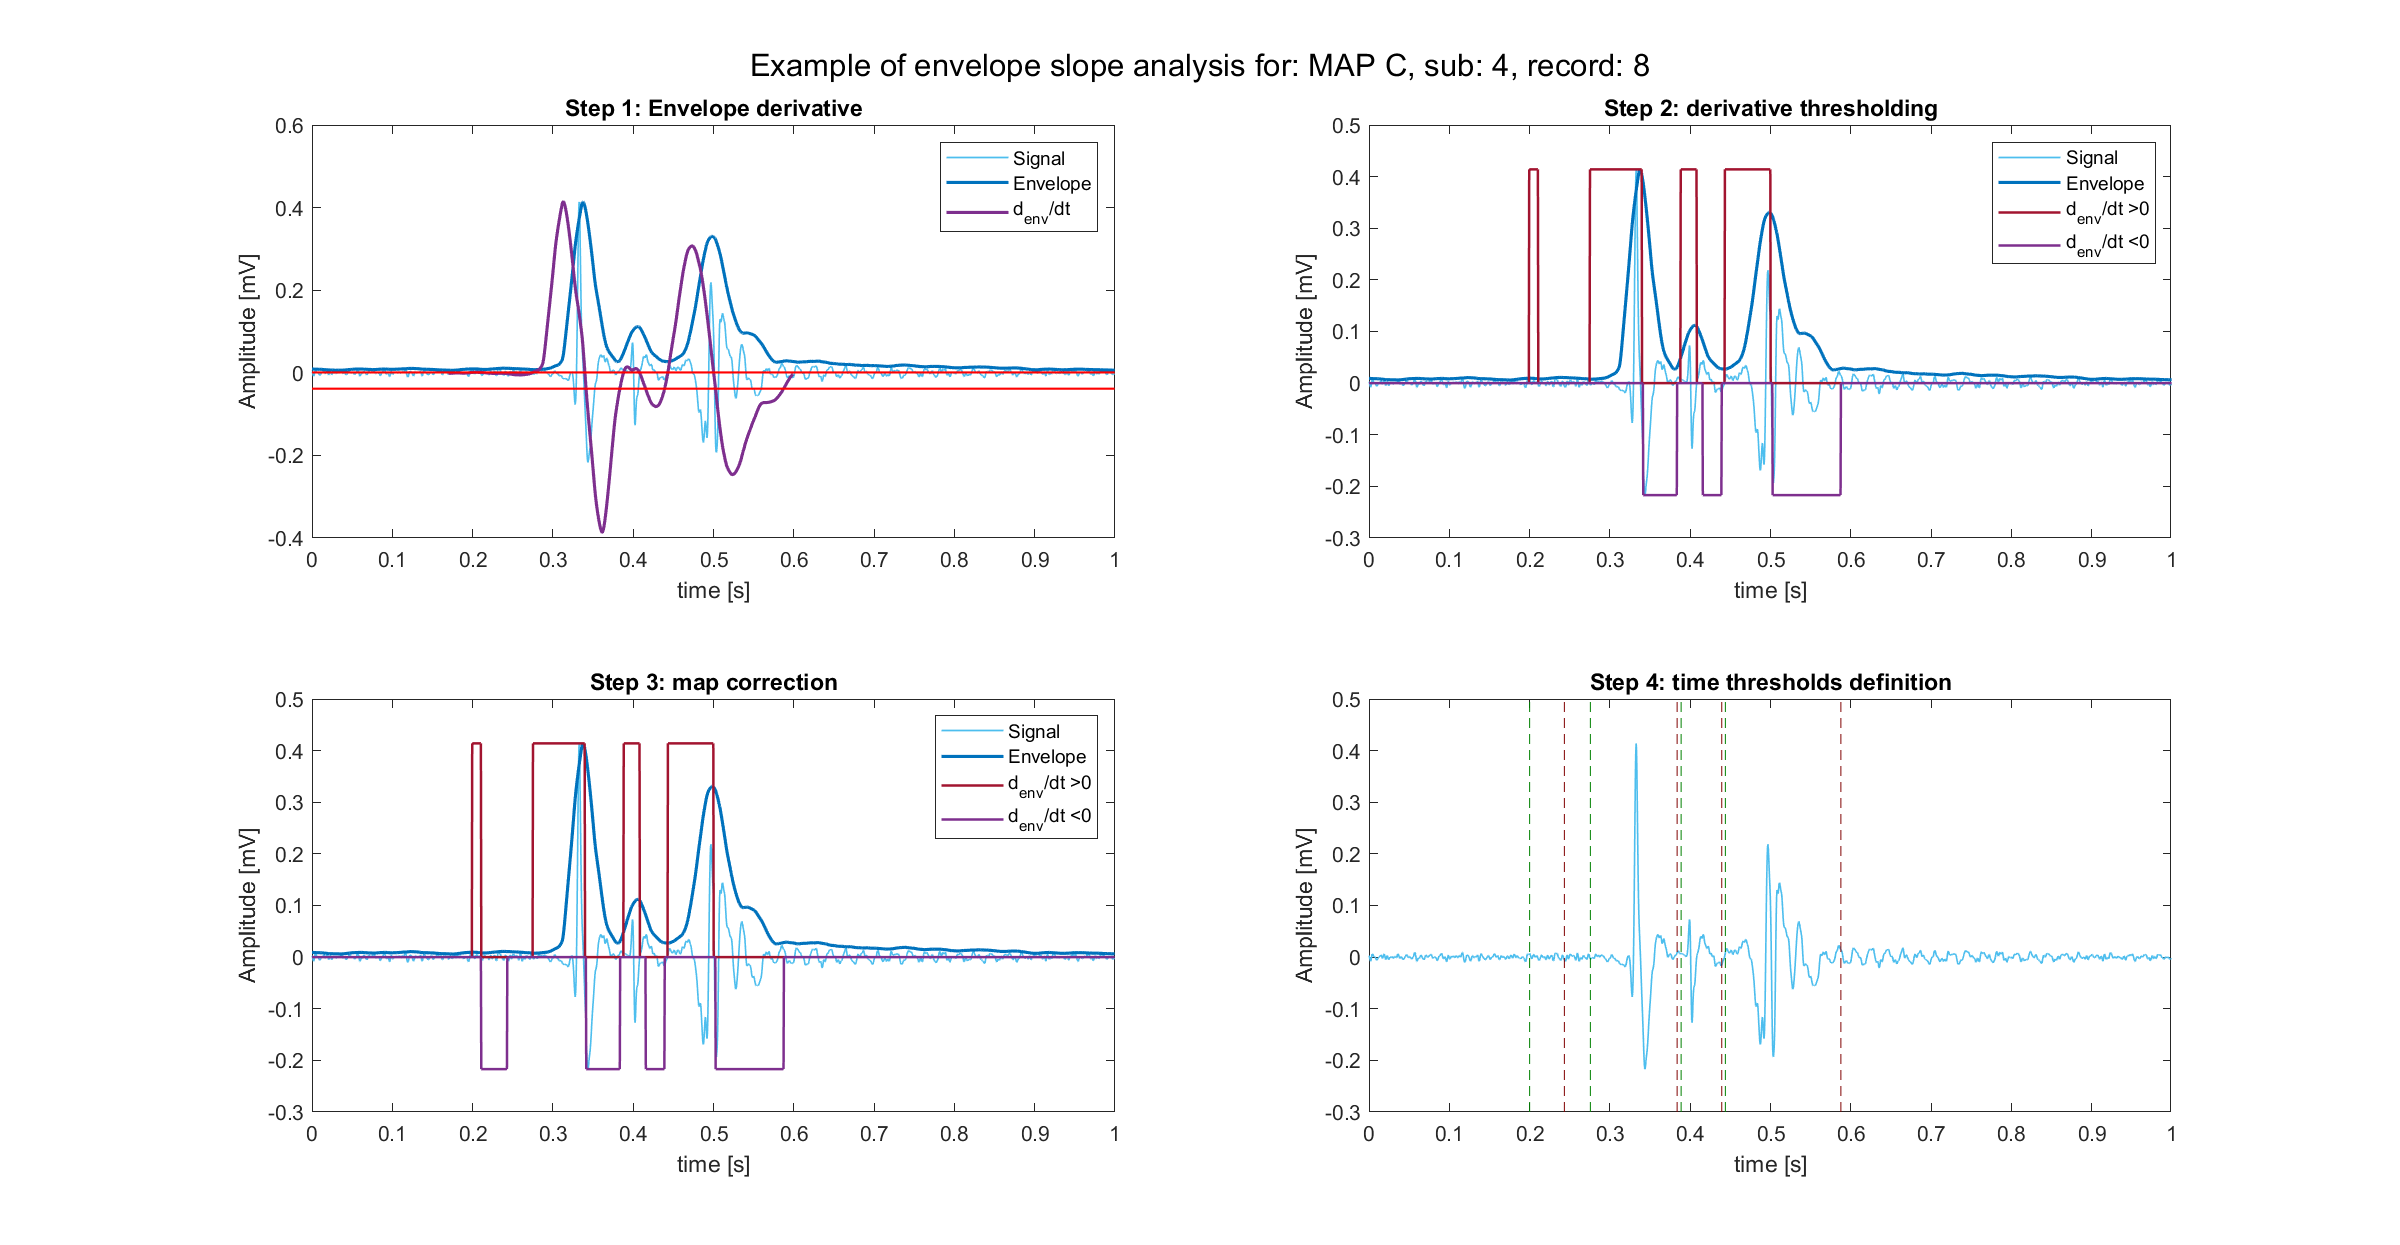 Example of envelope slope analysis for: MAP C, sub: 4, record: 8
Step 1: Envelope derivative
0.6
0.4
0.2
0
-0.2
-0.4
Amplitude [mV]
Signal
Envelope
d_env/dt
0 0.1 0.2 0.3 0.4 0.5 0.6 0.7 0.8 0.9 1
time [s]
Step 2: derivative thresholding
0.5
0.4
0.3
0.2
0.1
0
-0.1
-0.2
-0.3
Amplitude [mV]
Signal
Envelope
d_env/dt >0
d_env/dt <0
0 0.1 0.2 0.3 0.4 0.5 0.6 0.7 0.8 0.9 1
time [s]
Step 3: map correction
0.5
0.4
0.3
0.2
0.1
0
-0.1
-0.2
-0.3
Amplitude [mV]
Signal
Envelope
d_env/dt >0
d_env/dt <0
0 0.1 0.2 0.3 0.4 0.5 0.6 0.7 0.8 0.9 1
time [s]
Step 4: time thresholds definition
0.5
0.4
0.3
0.2
0.1
0
-0.1
-0.2
-0.3
Amplitude [mV]
0 0.1 0.2 0.3 0.4 0.5 0.6 0.7 0.8 0.9 1
time [s]